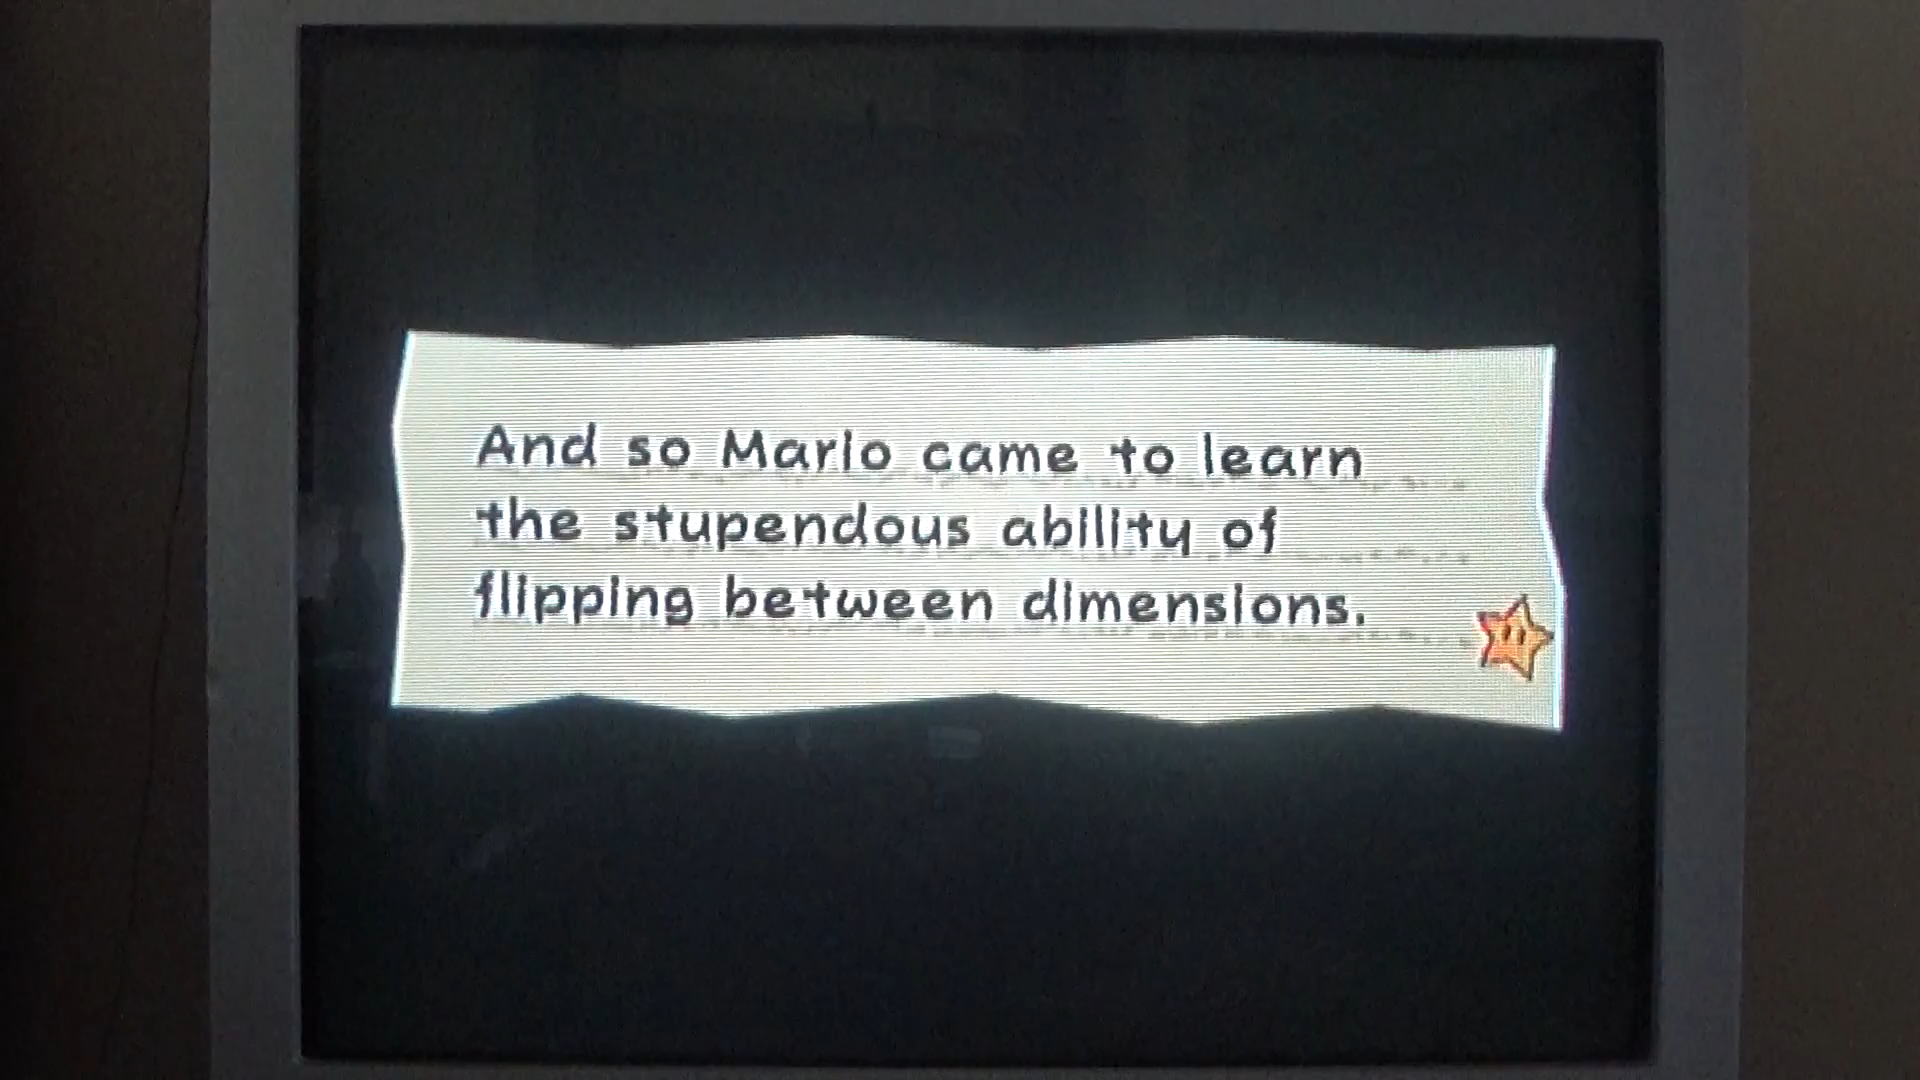 And so Mario came to learn
the stupendous ability of
flipping between dimensions.